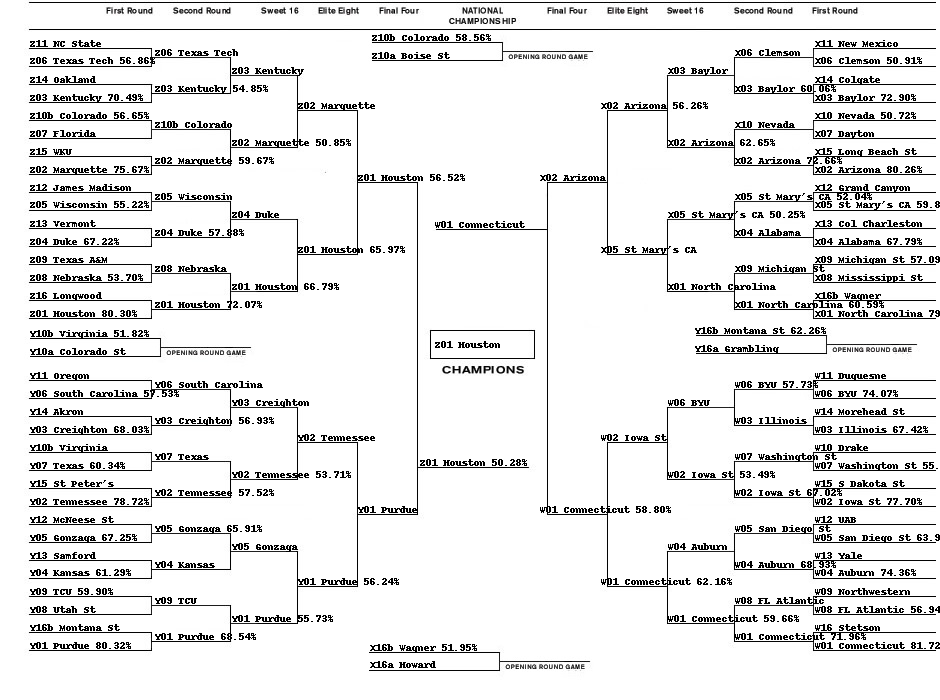 First Round Second Round Sweet 16 Elite Eight Final Four NATIONAL CHAMPIONSHIP Final Four Elite Eight Sweet 16 Second Round First Round
Z11 NC State
Z06 Texas Tech 56.86%
Z14 Oakland
Z03 Kentucky 70.49%
Z10b Colorado 56.65%
Z07 Florida
Z15 WKU
Z02 Marquette 75.67%
Z12 James Madison
Z05 Wisconsin 55.22%
Z13 Vermont
Z04 Duke 67.22%
Z09 Texas A&M
Z08 Nebraska 53.70%
Z16 Longwood
Z01 Houston 80.30%
Z06 Texas Tech
Z03 Kentucky 54.85%
Z10b Colorado
Z02 Marquette 59.67%
Z05 Wisconsin
Z04 Duke 57.88%
Z08 Nebraska
Z01 Houston 72.07%
Z03 Kentucky
Z02 Marquette 50.85%
Z04 Duke
Z01 Houston 66.79%
Z02 Marquette
Z01 Houston 65.97%
Z01 Houston 56.52%
Z10b Colorado 58.56%
Z10a Boise St
OPENING ROUND GAME
Y10b Virginia 51.82%
Y10a Colorado St
OPENING ROUND GAME
Y11 Oregon
Y06 South Carolina 57.53%
Y14 Akron
Y03 Creighton 68.03%
Y10b Virginia
Y07 Texas 60.34%
Y15 St Peter's
Y02 Tennessee 78.72%
Y12 McNeese St
Y05 Gonzaga 67.25%
Y13 Samford
Y04 Kansas 61.29%
Y09 TCU 59.90%
Y08 Utah St
Y16b Montana St
Y01 Purdue 80.32%
Y06 South Carolina
Y03 Creighton 56.93%
Y07 Texas
Y02 Tennessee 57.52%
Y05 Gonzaga 65.91%
Y04 Kansas
Y09 TCU
Y01 Purdue 68.54%
Y03 Creighton
Y02 Tennessee 53.71%
Y05 Gonzaga
Y01 Purdue 55.73%
Y02 Tennessee
Y01 Purdue 56.24%
Y01 Purdue
Z01 Houston 50.28%
W01 Connecticut
Z01 Houston
CHAMPIONS
X16b Wagner 51.95%
X16a Howard
OPENING ROUND GAME
X02 Arizona
X02 Arizona 56.26%
X05 St Mary's CA
X03 Baylor
X02 Arizona 62.65%
X05 St Mary's CA 50.25%
X01 North Carolina
X06 Clemson
X03 Baylor 60.06%
X10 Nevada
X02 Arizona 72.66%
X05 St Mary's CA 52.04%
X04 Alabama
X09 Michigan St
X01 North Carolina 60.59%
X11 New Mexico
X06 Clemson 50.91%
X14 Colgate
X03 Baylor 72.90%
X10 Nevada 50.72%
X07 Dayton
X15 Long Beach St
X02 Arizona 80.26%
X12 Grand Canyon
X05 St Mary's CA 59.8
X13 Col Charleston
X04 Alabama 67.79%
X09 Michigan St 57.09
X08 Mississippi St
X16b Wagner
X01 North Carolina 79
Y16b Montana St 62.26%
Y16a Grambling
OPENING ROUND GAME
W01 Connecticut 58.80%
W02 Iowa St
W01 Connecticut 62.16%
W06 BYU
W02 Iowa St 53.49%
W04 Auburn
W01 Connecticut 59.66%
W06 BYU 57.73%
W03 Illinois
W07 Washington St
W02 Iowa St 67.02%
W05 San Diego St
W04 Auburn 68.93%
W08 FL Atlantic
W01 Connecticut 71.96%
W11 Duquesne
W06 BYU 74.07%
W14 Morehead St
W03 Illinois 67.42%
W10 Drake
W07 Washington St 55.
W15 S Dakota St
W02 Iowa St 77.70%
W12 UAB
W05 San Diego St 63.9
W13 Yale
W04 Auburn 74.36%
W09 Northwestern
W08 FL Atlantic 56.94
W16 Stetson
W01 Connecticut 81.72